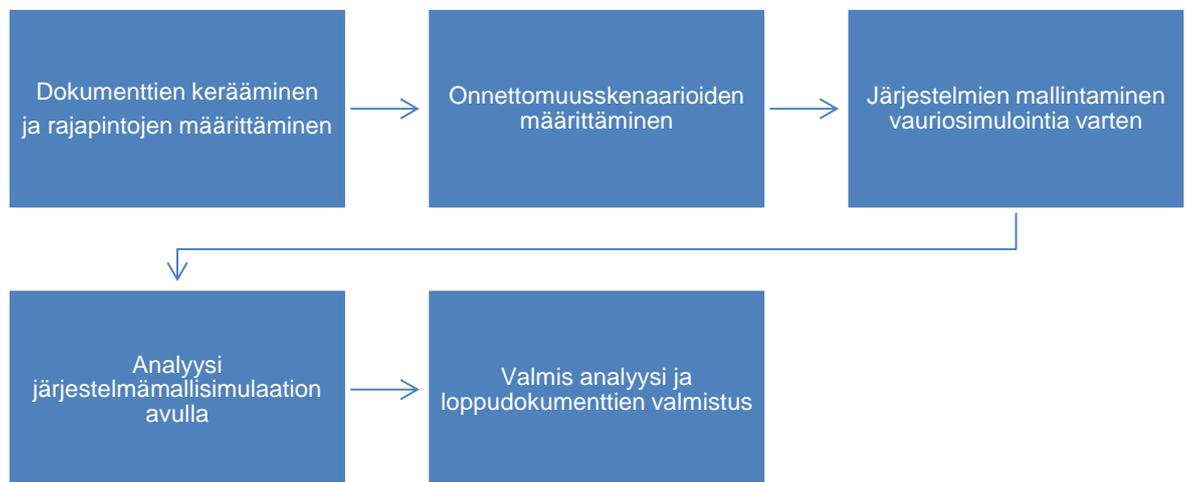 Dokumenttien kerääminen
ja rajapintojen määrittäminen
Onnettomuusskenaarioiden
määrittäminen
Järjestelmien mallintaminen
vauriosimulointia varten
Analyysi
järjestelmämallisimulaation
avulla
Valmis analyysi ja
loppudokumenttien valmistus